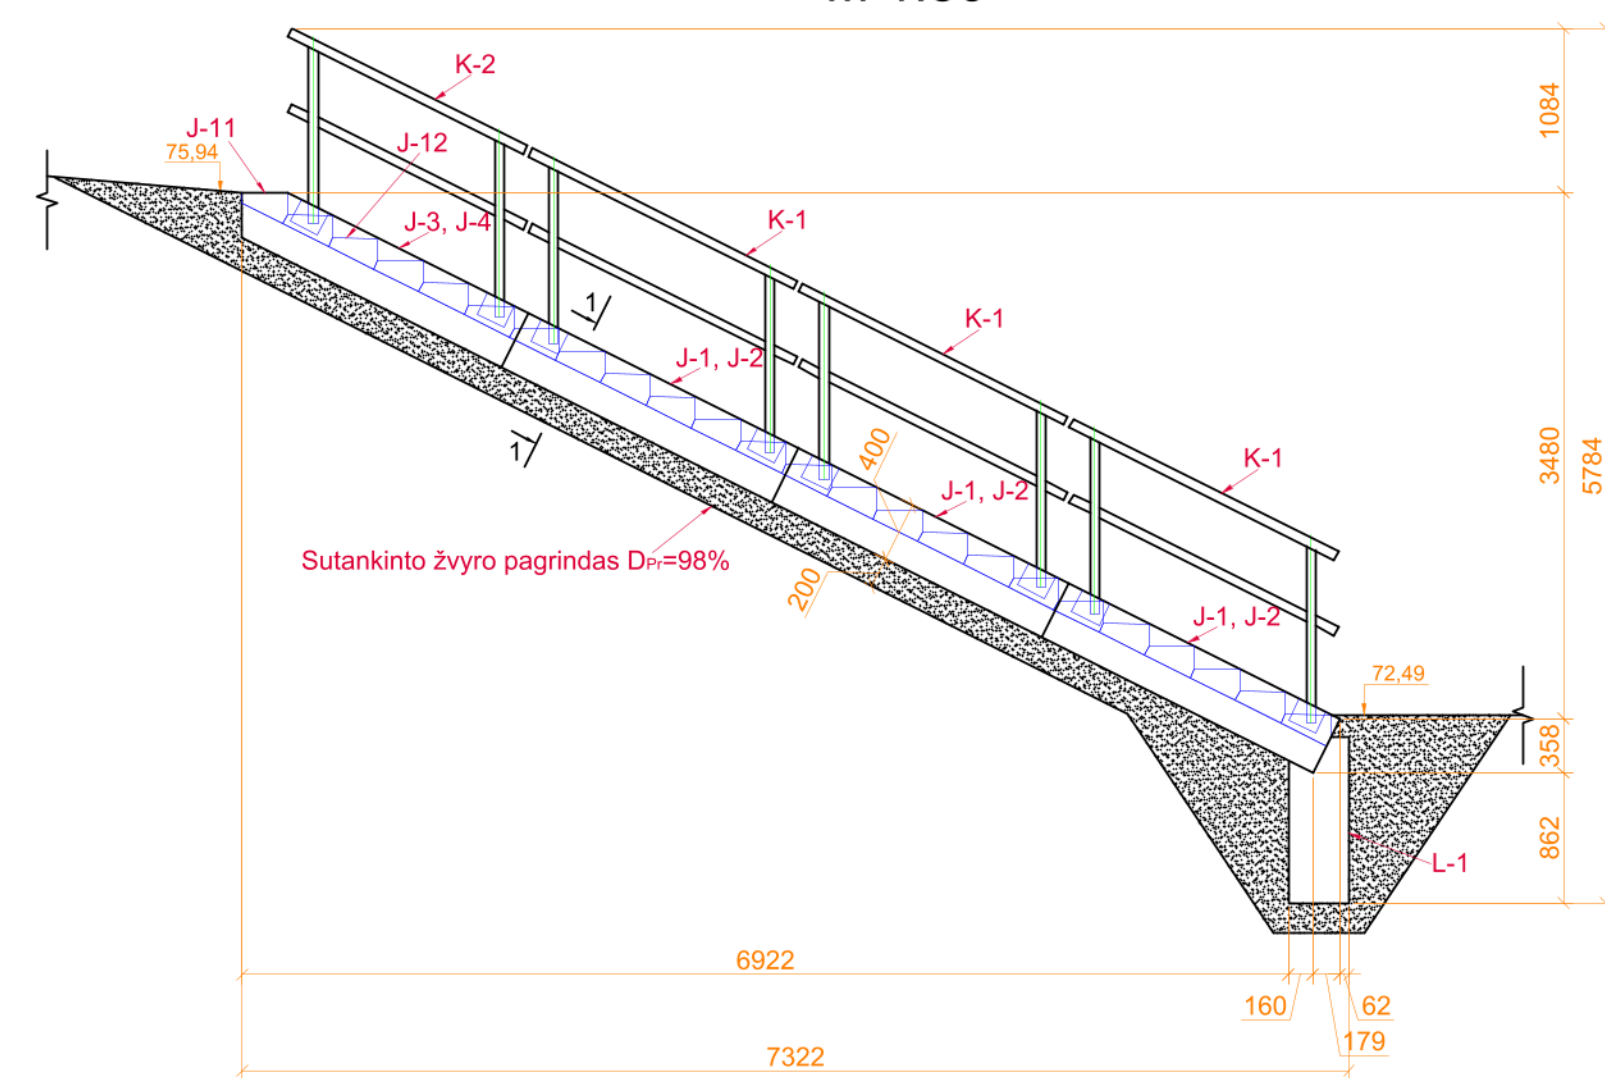 K-2
1084
J-11
J-12
75,94
J-3, J-4
K-1
1
K-1
J-1, J-2
1
400
K-1
3480
5784
J-1, J-2
Sutankinto žvyro pagrindas DPr=98%
200
J-1, J-2
72,49
358
862
L-1
6922
160
62
179
7322